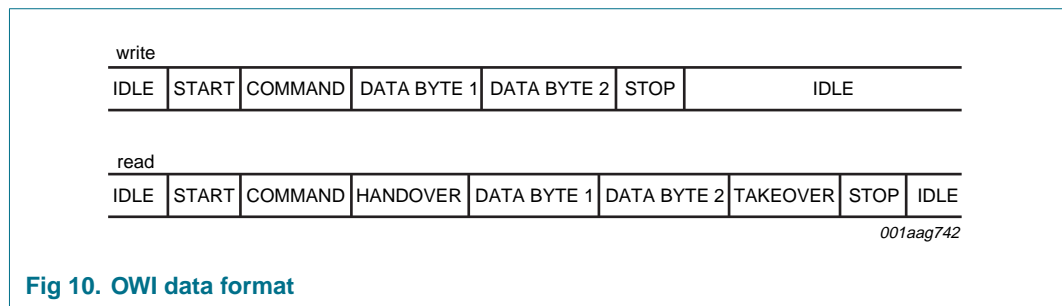 write
IDLE START COMMAND DATA BYTE 1 DATA BYTE 2 STOP IDLE
read
IDLE START COMMAND HANDOVER DATA BYTE 1 DATA BYTE 2 TAKEOVER STOP IDLE
001aag742
Fig 10. OWI data format